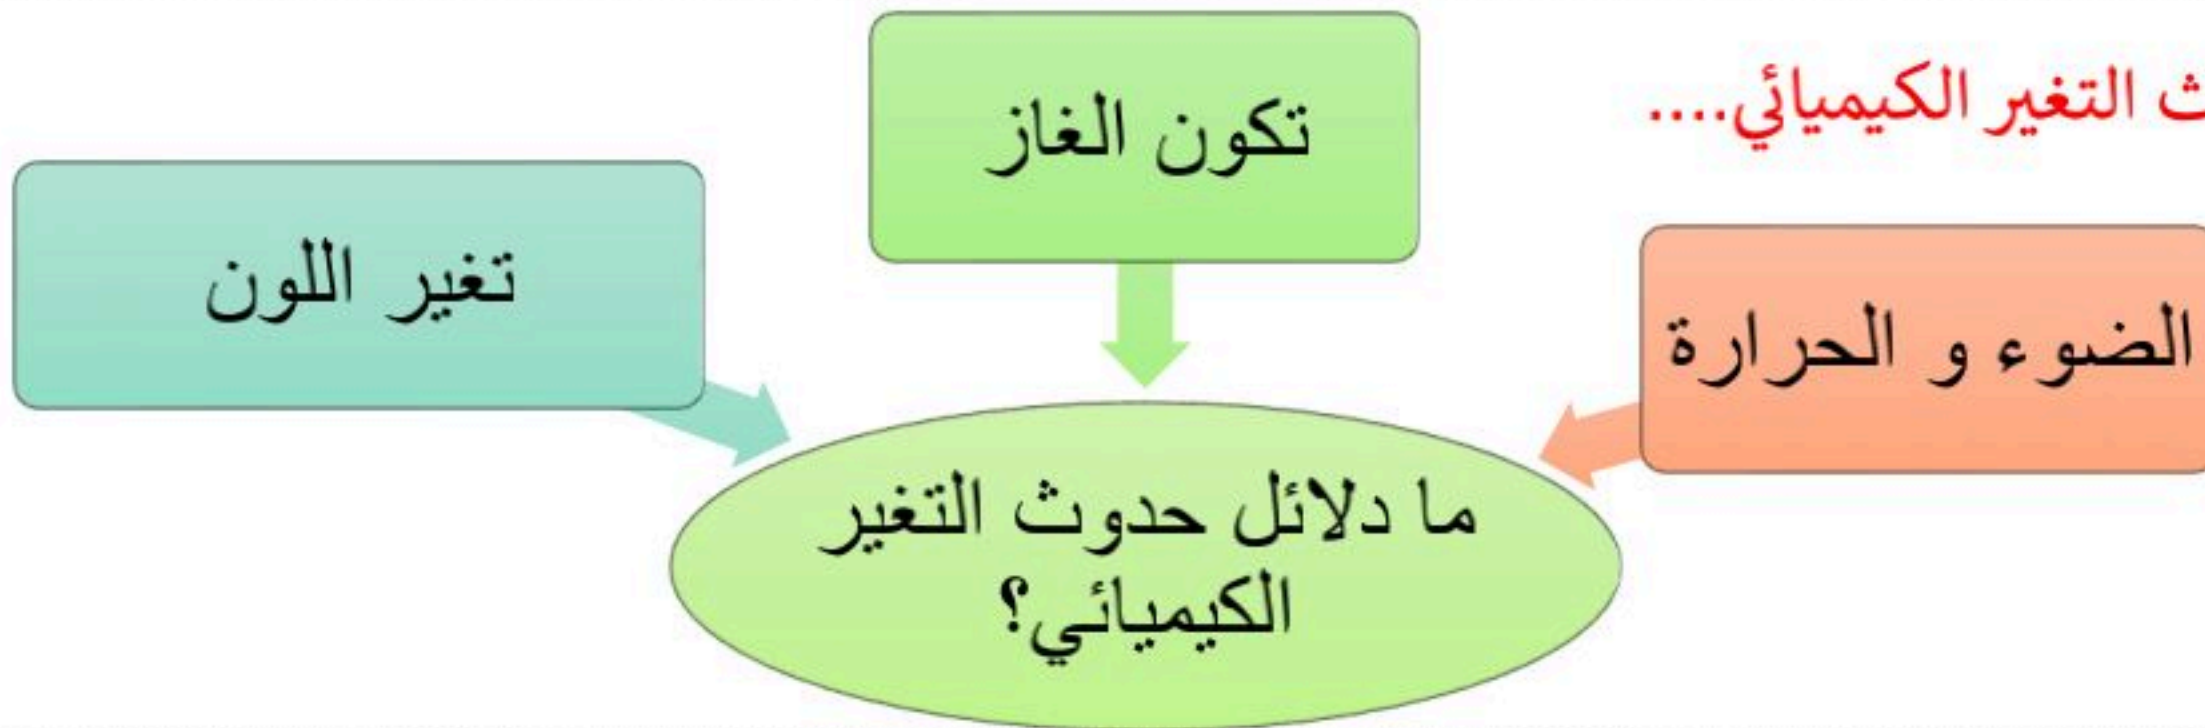 التغير الكيميائي....
تكون الغاز
تغير اللون
الضوء و الحرارة
ما دلائل حدوث التغير
الكيميائي؟